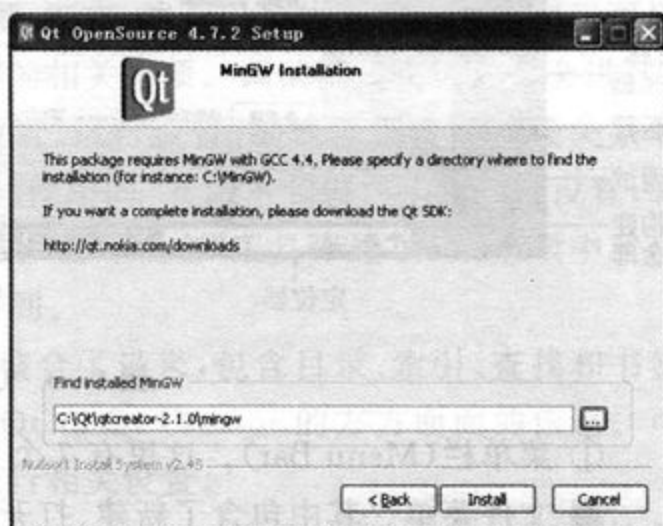 Qt OpenSource 4.7.2 Setup
Qt
MinGW Installation
This package requires MinGW with GCC 4.4, Please specify a directory where to find the
installation (for instance: C:\MinGW).
If you want a complete installation, please download the Qt SDK:
http://qt.nokia.com/downloads
Find installed MinGW
C:\Qt\qtcreator-2.1.0\mingw
...
Nullsoft Install System v2.46
< Back
Install
Cancel